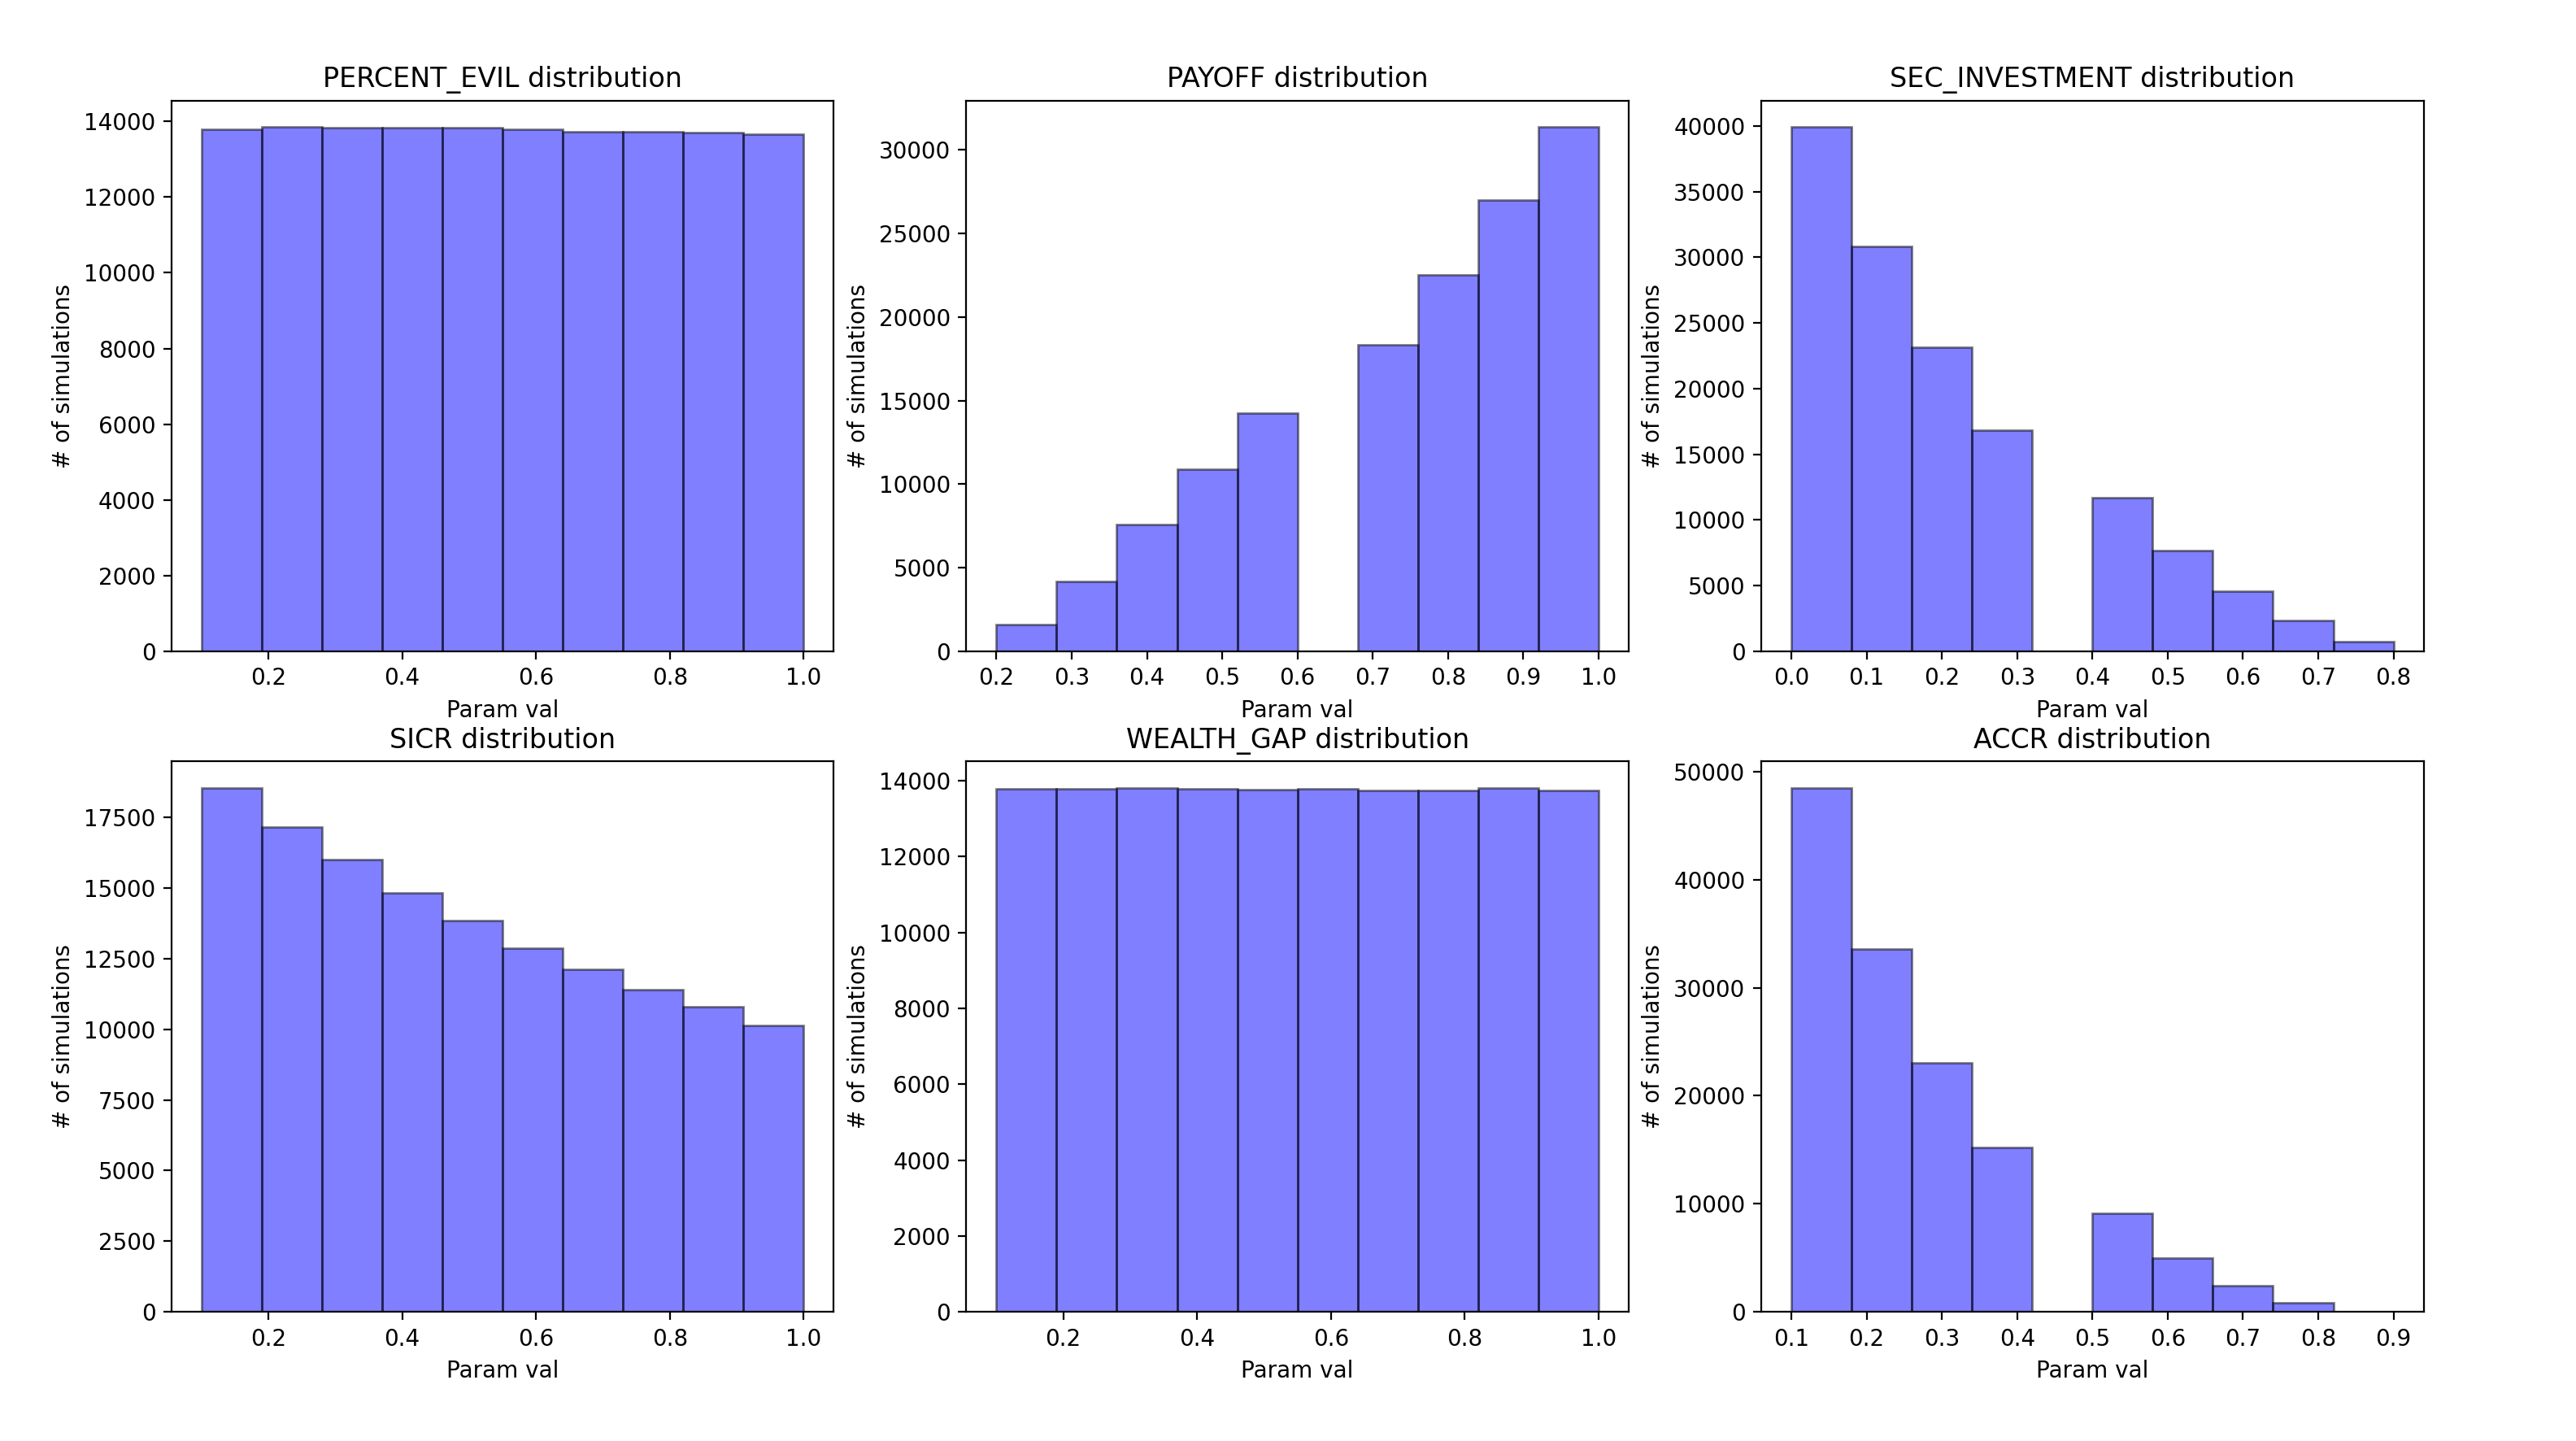 PERCENT_EVIL distribution
14000
12000
10000
8000
6000
4000
2000
0
# of simulations
0.2 0.4 0.6 0.8 1.0
Param val
PAYOFF distribution
30000
25000
20000
15000
10000
5000
0
# of simulations
0.2 0.3 0.4 0.5 0.6 0.7 0.8 0.9 1.0
Param val
SEC_INVESTMENT distribution
40000
35000
30000
25000
20000
15000
10000
5000
0
# of simulations
0.0 0.1 0.2 0.3 0.4 0.5 0.6 0.7 0.8
Param val
SICR distribution
17500
15000
12500
10000
7500
5000
2500
0
# of simulations
0.2 0.4 0.6 0.8 1.0
Param val
WEALTH_GAP distribution
14000
12000
10000
8000
6000
4000
2000
0
# of simulations
0.2 0.4 0.6 0.8 1.0
Param val
ACCR distribution
50000
40000
30000
20000
10000
0
# of simulations
0.1 0.2 0.3 0.4 0.5 0.6 0.7 0.8 0.9
Param val